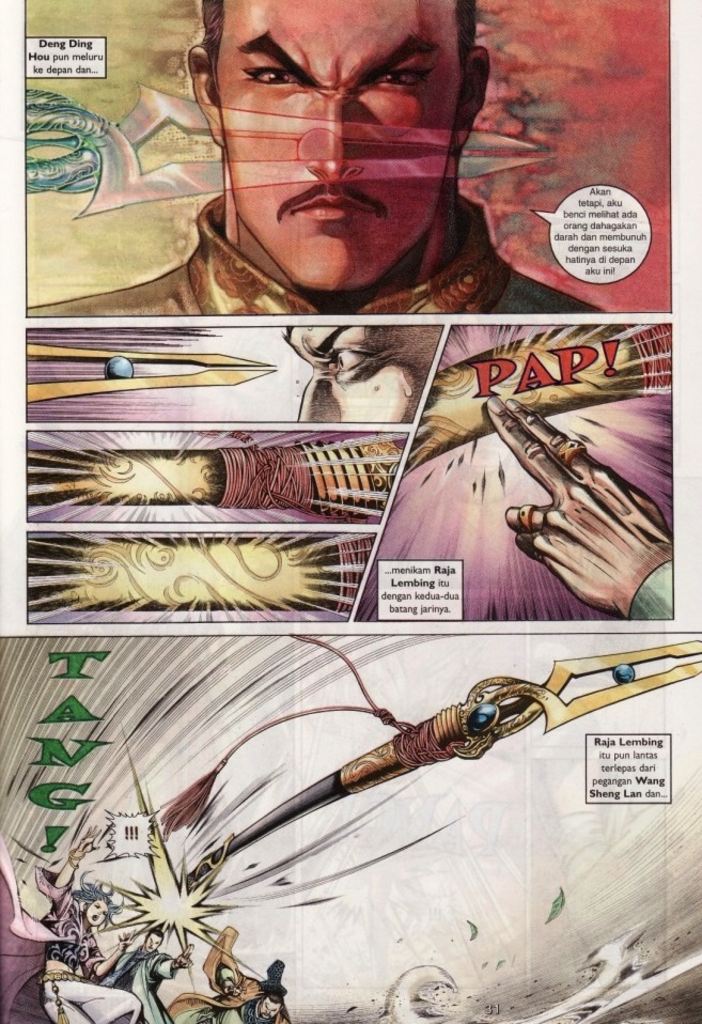 Deng Ding
Hou pun meluru
ke depan dan...
Akan
tetapi, aku
benci melihat ada
orang dahagakan
darah dan membunuh
dengan sesuka
hatinya di depan
aku ini!
PAP!
...menikam Raja
Lembing itu
dengan kedua-dua
batang jarinya.
TANG!
!!!
Raja Lembing
itu pun lantas
terlepas dari
pegangan Wang
Sheng Lan dan...
31